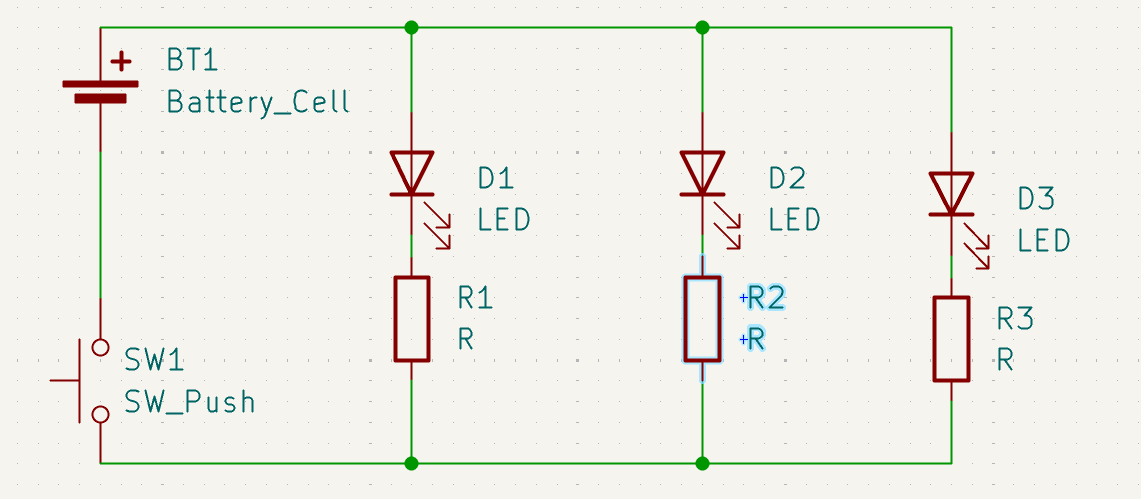 + BT1
Battery_Cell
D1
LED
D2
LED
D3
LED
R1
R
R2
R
R3
R
SW1
SW_Push